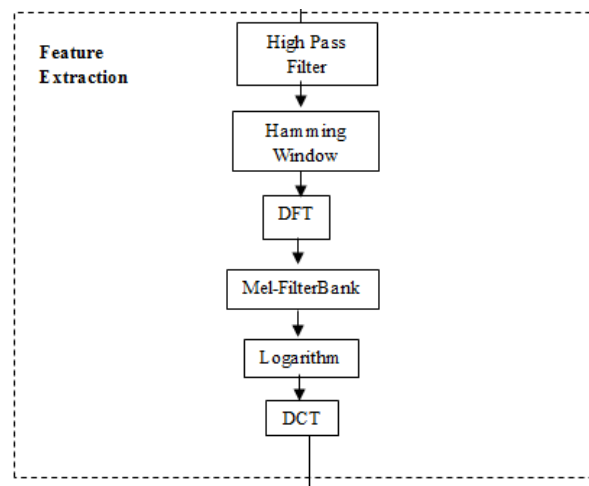 Feature
Extraction
High Pass
Filter
Hamming
Window
DFT
Mel-FilterBank
Logarithm
DCT